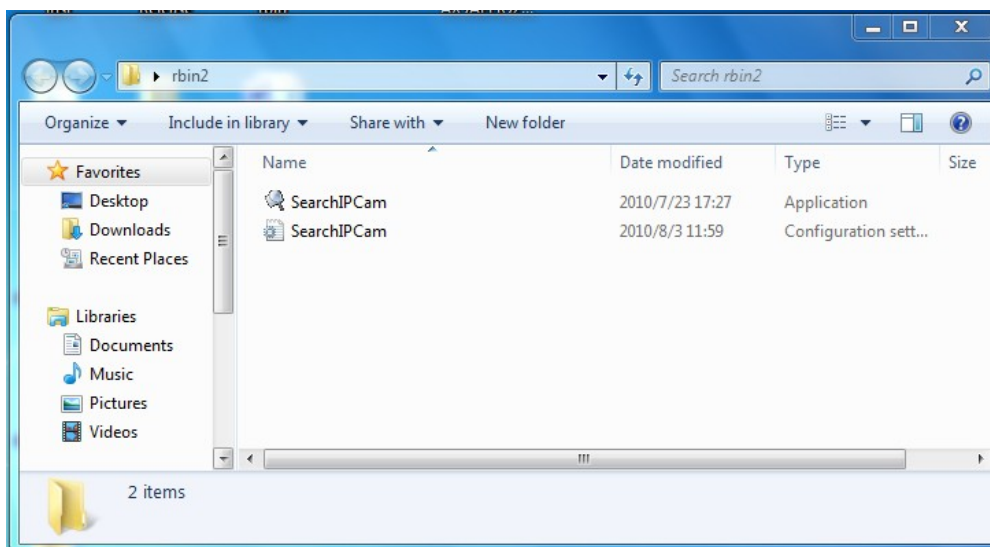 rbin2
Search rbin2
Organize
Include in library
Share with
New folder
Name
Date modified
Type
Size
Favorites
Desktop
Downloads
Recent Places
Libraries
Documents
Music
Pictures
Videos
SearchIPCam 2010/7/23 17:27 Application
SearchIPCam 2010/8/3 11:59 Configuration sett...
2 items